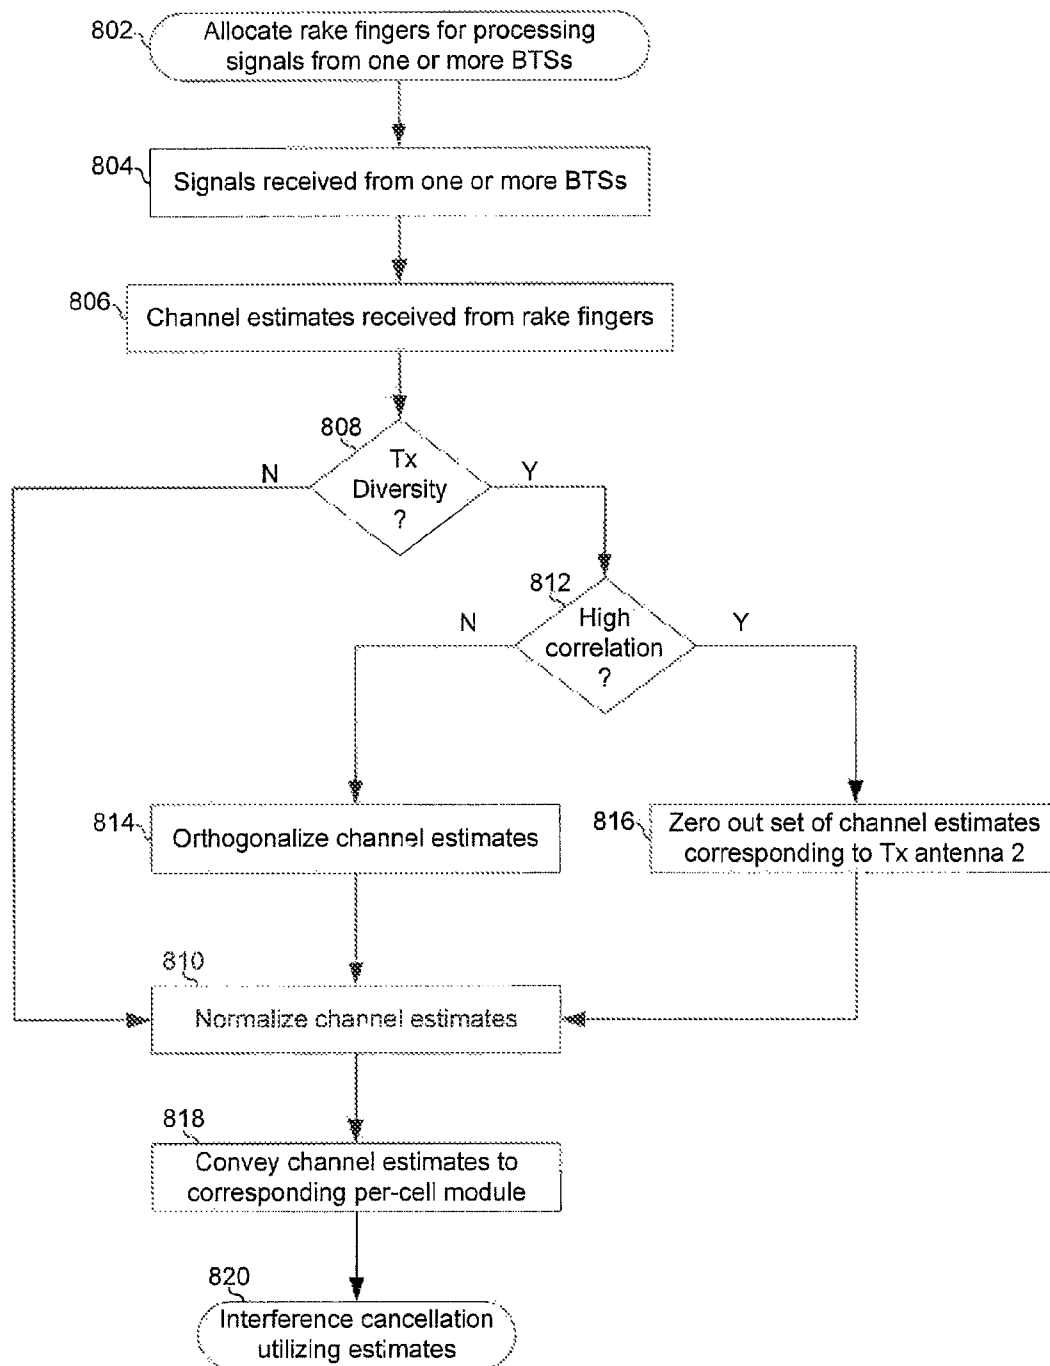 802
Allocate rake fingers for processing
signals from one or more BTSs
804
Signals received from one or more BTSs
806
Channel estimates received from rake fingers
808
Tx
Diversity
?
N
Y
812
High
correlation
?
N
Y
814
Orthogonalize channel estimates
816
Zero out set of channel estimates
corresponding to Tx antenna 2
810
Normalize channel estimates
818
Convey channel estimates to
corresponding per-cell module
820
Interference cancellation
utilizing estimates